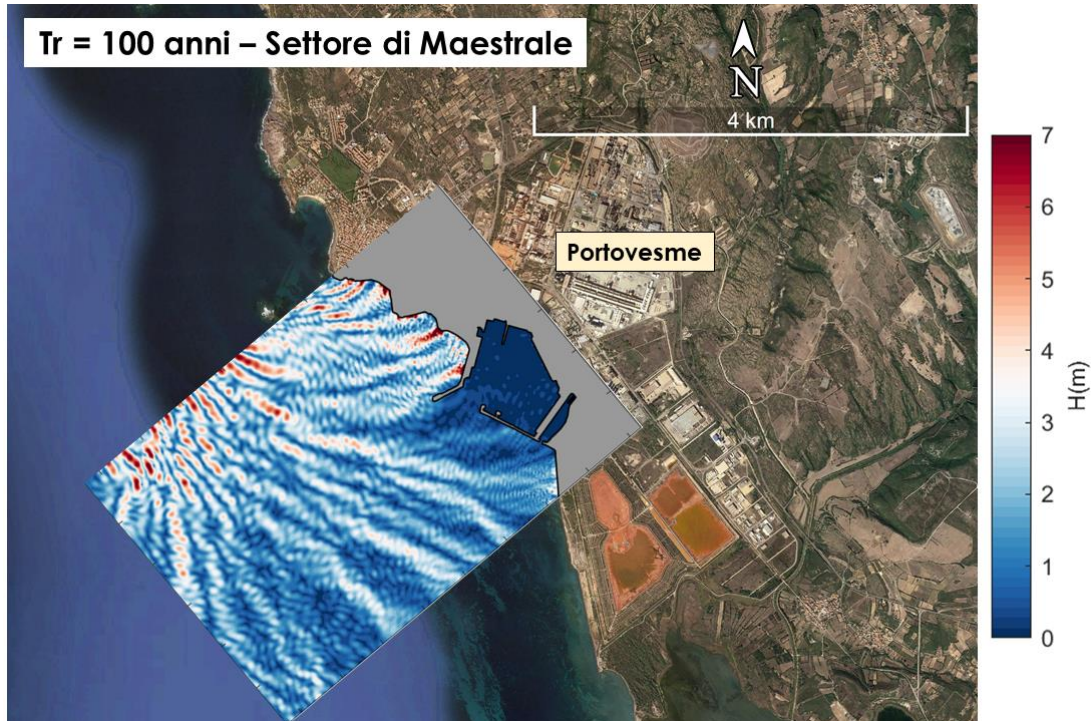 Tr = 100 anni – Settore di Maestrale
N
4 km
Portovesme
7
6
5
4
3
2
1
0
H(m)